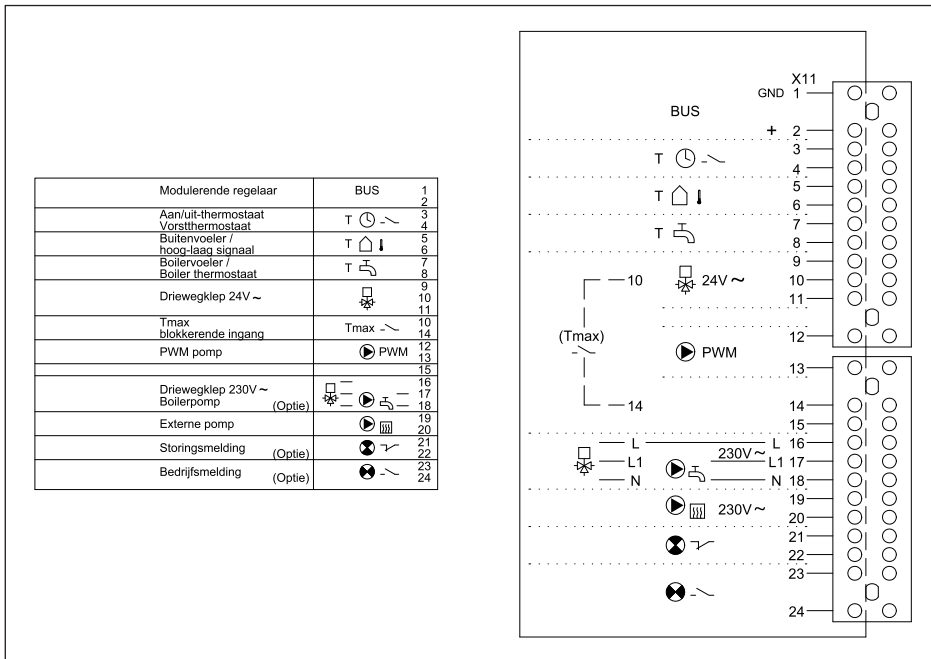 Modulerende regelaar BUS 1
2
Aan/uit-thermostaat 3
Vorstthermostaat T 4
Buitenvoeler / 5
hoog-laag signaal T 6
Boilervoeler / 7
Boiler thermostaat T 8
9
Driewegklep 24V~ 10
11
Tmax 10
blokkerende ingang Tmax 14
PWM pomp PWM 12
13
15
16
Driewegklep 230V~ 17
Boilerpomp (Optie) 18
Externe pomp 19
20
Storingsmelding 21
(Optie) 22
Bedrijfsmelding 23
(Optie) 24
X11
GND 1
BUS
+ 2
3
T
4
5
T
6
7
T
8
9
10 24V~ 10
11
(Tmax)
12
PWM
13
14 14
15
L L 16
230V~
L1 L1 17
N N 18
19
230V~
20
21
22
23
24